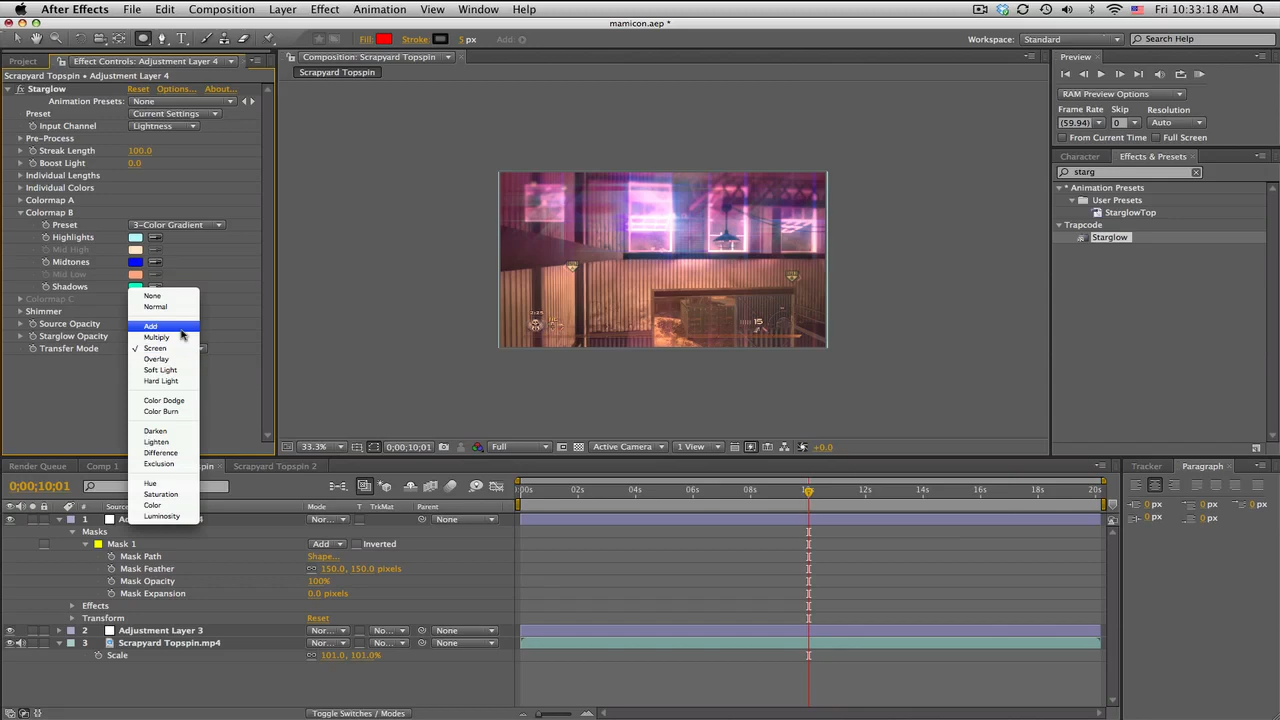 After Effects File Edit Composition Layer Effect Animation View Window Help Fri 10:33:18 AM
mamicon.aep *
Fill: Stroke: 5 px Add: Workspace: Standard Search Help
Project Effect Controls: Adjustment Layer 4 Composition: Scrapyard Topspin Preview
Scrapyard Topspin • Adjustment Layer 4 Scrapyard Topspin
Starglow Reset Options... About...
RAM Preview Options
Animation Presets: None
Frame Rate Skip Resolution
Preset Current Settings
(59.94) 0 Auto
Input Channel Lightness
From Current Time Full Screen
Pre-Process
Streak Length 100.0
Character Effects & Presets
Boost Light 0.0
starg
Individual Lengths
Individual Colors
* Animation Presets
Colormap A
User Presets
Colormap B
StarglowTop
Preset 3-Color Gradient
Trapcode
Highlights
Starglow
Mid High
Midtones
Mid Low
Shadows
Colormap C
Shimmer
Source Opacity
Starglow Opacity
Transfer Mode
None
Normal
Add
Multiply
Screen
Overlay
Soft Light
Hard Light
Color Dodge
Color Burn
Darken
Lighten
Difference
Exclusion
Hue
Saturation
Color
Luminosity
15
33.3% 0;00;10;01 Full Active Camera 1 View +0.0
Render Queue Comp 1 spin Scrapyard Topspin 2 Tracker Paragraph
0;00;10;01
:00s 02s 04s 06s 08s 10s 12s 14s 16s 18s 20s
0 px 0 px
0 px 0 px
0 px
Mode T TrkMat Parent
1 Nor... None
Masks
Mask 1 Add Inverted
Mask Path Shape...
Mask Feather 150.0, 150.0 pixels
Mask Opacity 100%
Mask Expansion 0.0 pixels
Effects
Transform Reset
2 Adjustment Layer 3 Nor... No... None
3 Scrapyard Topspin.mp4 Nor... No... None
Scale 101.0, 101.0%
Toggle Switches / Modes